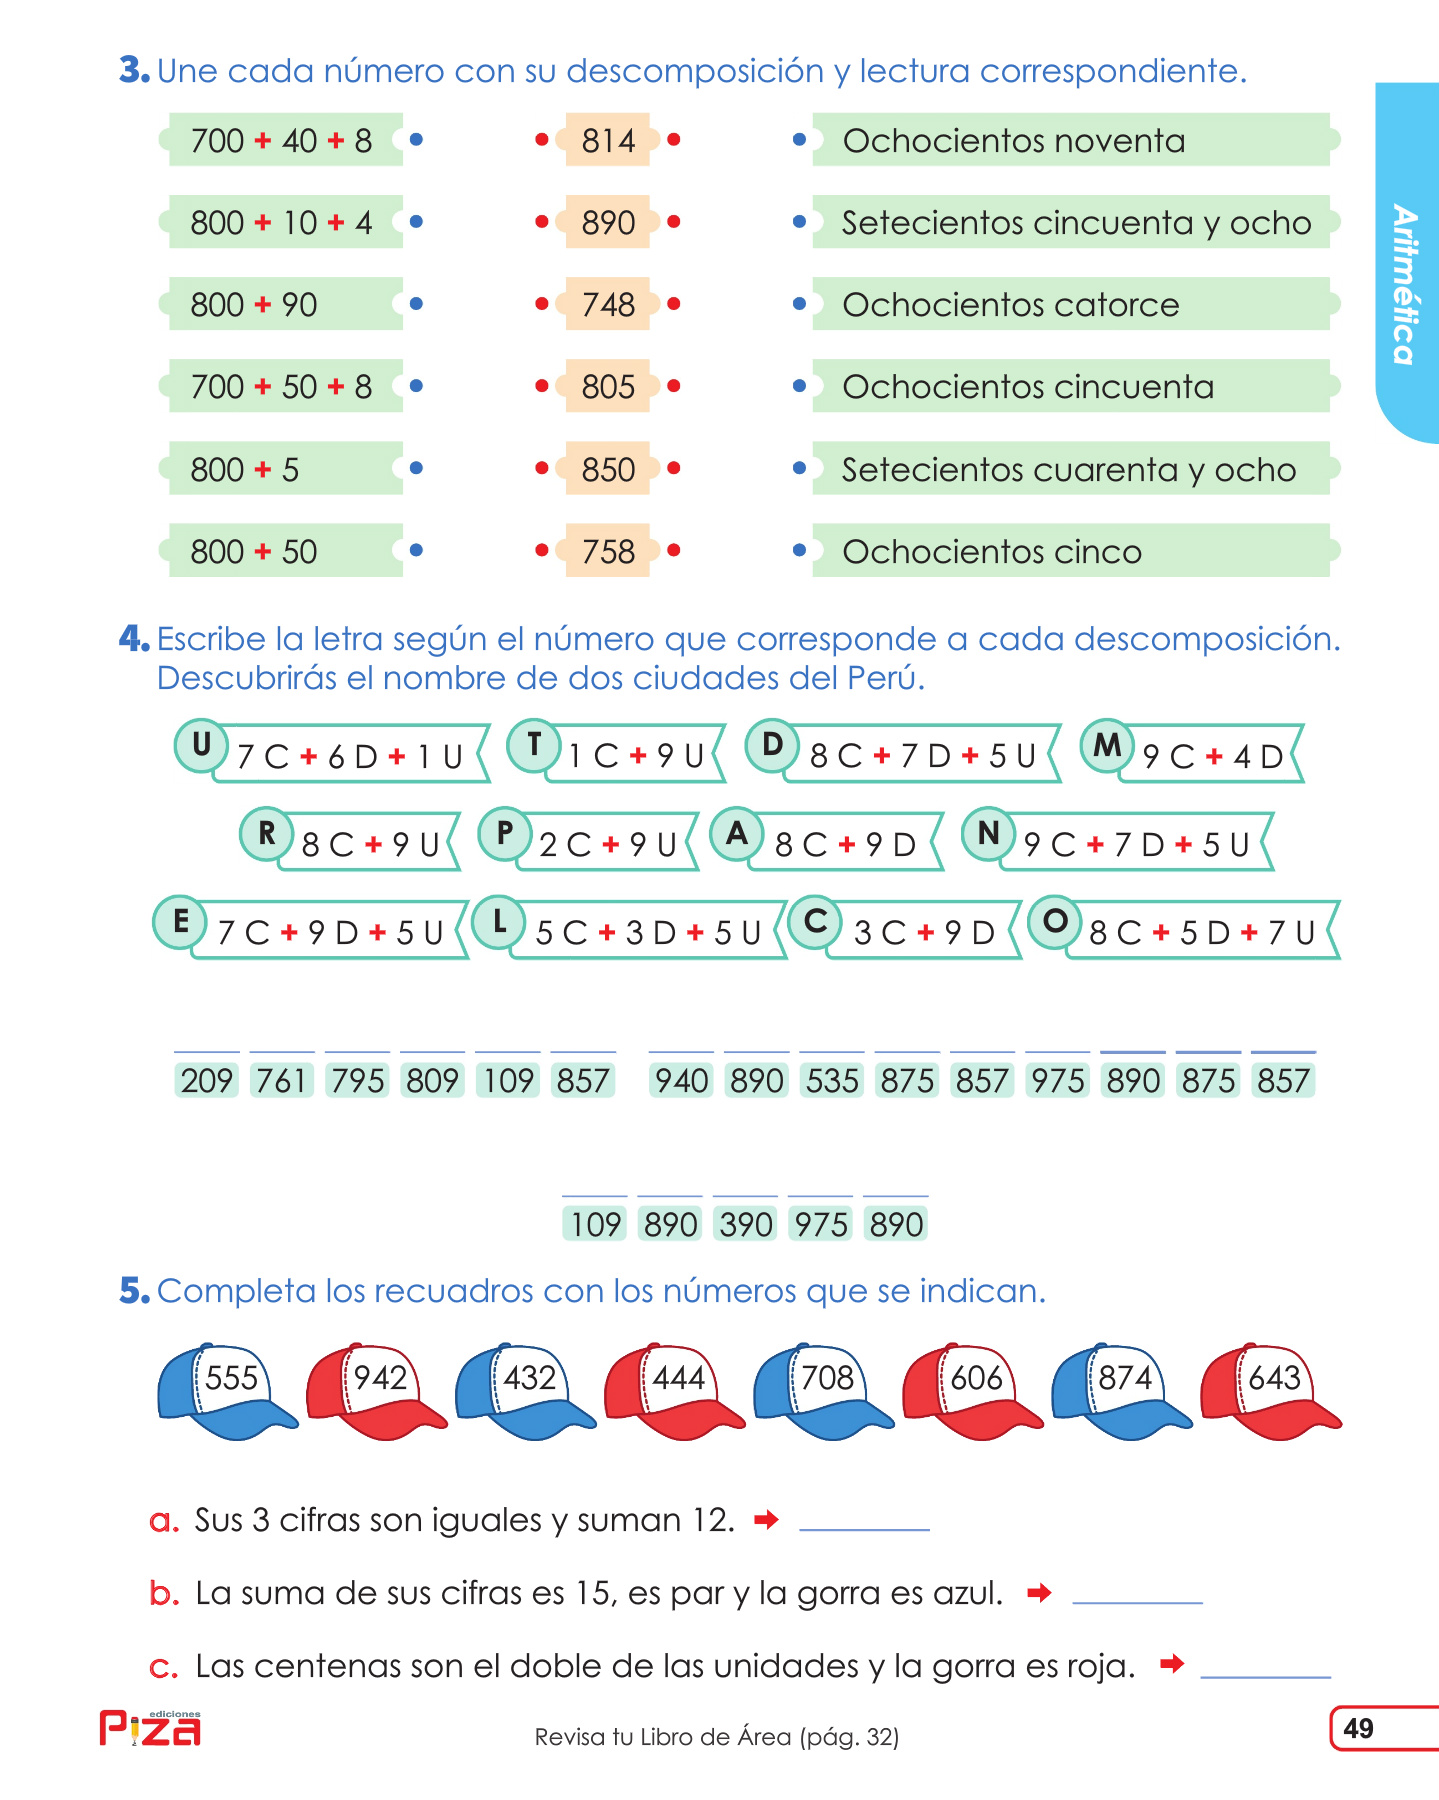 3. Une cada número con su descomposición y lectura correspondiente.
700 + 40 + 8 814 Ochocientos noventa
800 + 10 + 4 890 Setecientos cincuenta y ocho
800 + 90 748 Ochocientos catorce
700 + 50 + 8 805 Ochocientos cincuenta
800 + 5 850 Setecientos cuarenta y ocho
800 + 50 758 Ochocientos cinco
Aritmética
4. Escribe la letra según el número que corresponde a cada descomposición.
Descubrirás el nombre de dos ciudades del Perú.
U 7 C + 6 D + 1 U T 1 C + 9 U D 8 C + 7 D + 5 U M 9 C + 4 D
R 8 C + 9 U P 2 C + 9 U A 8 C + 9 D N 9 C + 7 D + 5 U
E 7 C + 9 D + 5 U L 5 C + 3 D + 5 U C 3 C + 9 D O 8 C + 5 D + 7 U
209 761 795 809 109 857 940 890 535 875 857 975 890 875 857
109 890 390 975 890
5. Completa los recuadros con los números que se indican.
555 942 432 444 708 606 874 643
a. Sus 3 cifras son iguales y suman 12.
b. La suma de sus cifras es 15, es par y la gorra es azul.
c. Las centenas son el doble de las unidades y la gorra es roja.
ediciones
Piza
Revisa tu Libro de Área (pág. 32)
49